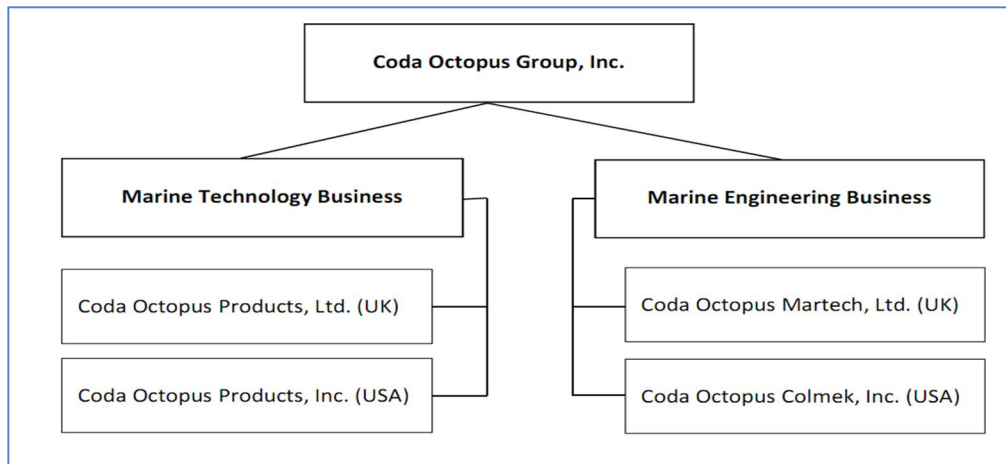 Coda Octopus Group, Inc.
Marine Technology Business
Marine Engineering Business
Coda Octopus Products, Ltd. (UK)
Coda Octopus Martech, Ltd. (UK)
Coda Octopus Products, Inc. (USA)
Coda Octopus Colmek, Inc. (USA)